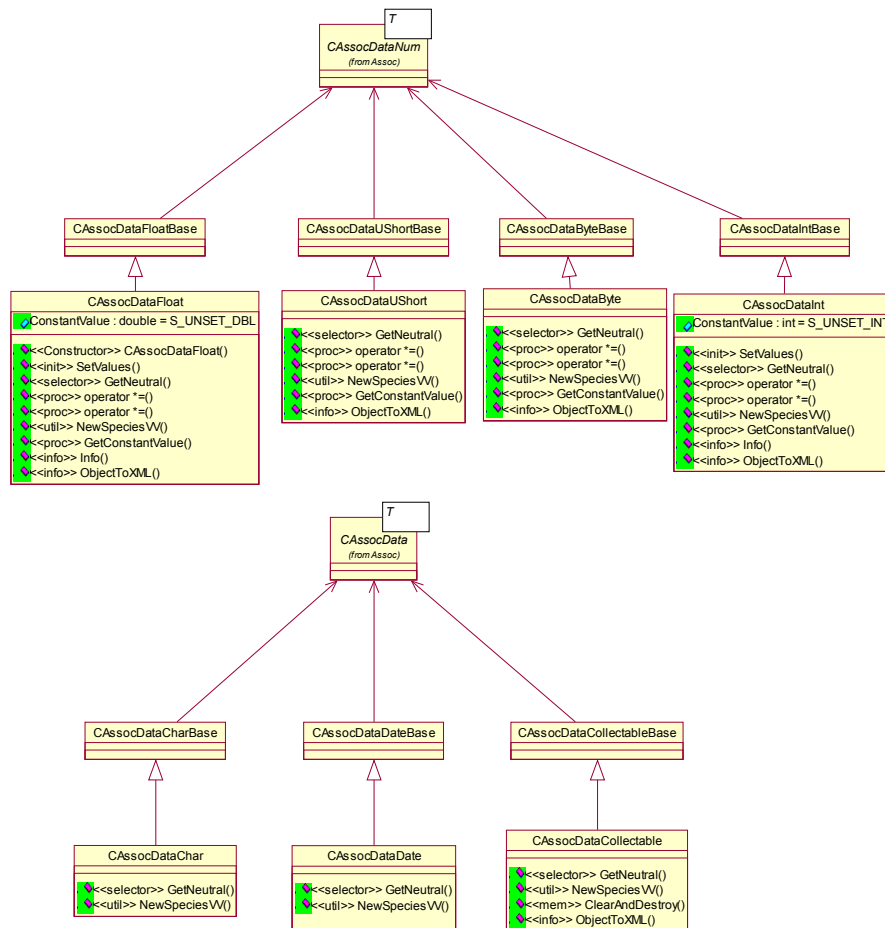 T
CAssocDataNum
(from Assoc)
CAssocDataFloatBase
CAssocDataUShortBase
CAssocDataByteBase
CAssocDataIntBase
CAssocDataFloat
ConstantValue : double = S_UNSET_DBL
<<Constructor>> CAssocDataFloat()
<<init>> SetValues()
<<selector>> GetNeutral()
<<proc>> operator *=()
<<proc>> operator *=()
<<util>> NewSpeciesVV()
<<proc>> GetConstantValue()
<<info>> Info()
<<info>> ObjectToXML()
CAssocDataUShort
<<selector>> GetNeutral()
<<proc>> operator *=()
<<proc>> operator *=()
<<util>> NewSpeciesVV()
<<proc>> GetConstantValue()
<<info>> ObjectToXML()
CAssocDataByte
<<selector>> GetNeutral()
<<proc>> operator *=()
<<proc>> operator *=()
<<util>> NewSpeciesVV()
<<proc>> GetConstantValue()
<<info>> ObjectToXML()
CAssocDataInt
ConstantValue : int = S_UNSET_INT
<<init>> SetValues()
<<selector>> GetNeutral()
<<proc>> operator *=()
<<proc>> operator *=()
<<util>> NewSpeciesVV()
<<proc>> GetConstantValue()
<<info>> Info()
<<info>> ObjectToXML()
T
CAssocData
(from Assoc)
CAssocDataCharBase
CAssocDataDateBase
CAssocDataCollectableBase
CAssocDataChar
<<selector>> GetNeutral()
<<util>> NewSpeciesVV()
CAssocDataDate
<<selector>> GetNeutral()
<<util>> NewSpeciesVV()
CAssocDataCollectable
<<selector>> GetNeutral()
<<util>> NewSpeciesVV()
<<mem>> ClearAndDestroy()
<<info>> ObjectToXML()